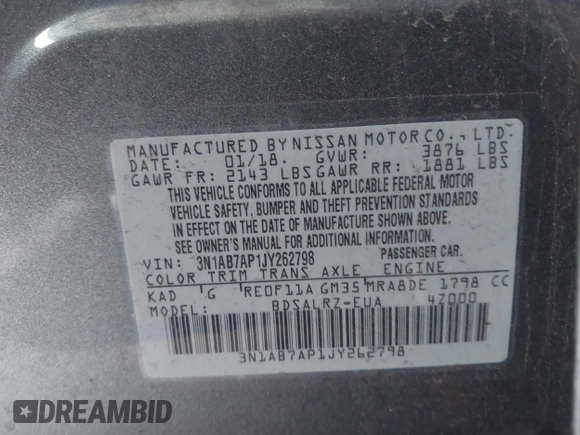 MANUFACTURED BY NISSAN MOTOR CO., LTD.
DATE: 01/18. GVWR: 3876 LBS
GAWR FR: 2143 LBS GAWR RR: 1881 LBS
THIS VEHICLE CONFORMS TO ALL APPLICABLE FEDERAL MOTOR
VEHICLE SAFETY, BUMPER AND THEFT PREVENTION STANDARDS
IN EFFECT ON THE DATE OF MANUFACTURE SHOWN ABOVE.
SEE OWNER'S MANUAL FOR ADDITIONAL INFORMATION.
VIN: 3N1AB7AP1JY262798 PASSENGER CAR.
COLOR TRIM TRANS AXLE ENGINE
KAD G RE0F11A GM35 MRA8DE 1798 CC
MODEL: BDSALRZ-EUA 4Z000
3N1AB7AP1JY262798
DREAMBID